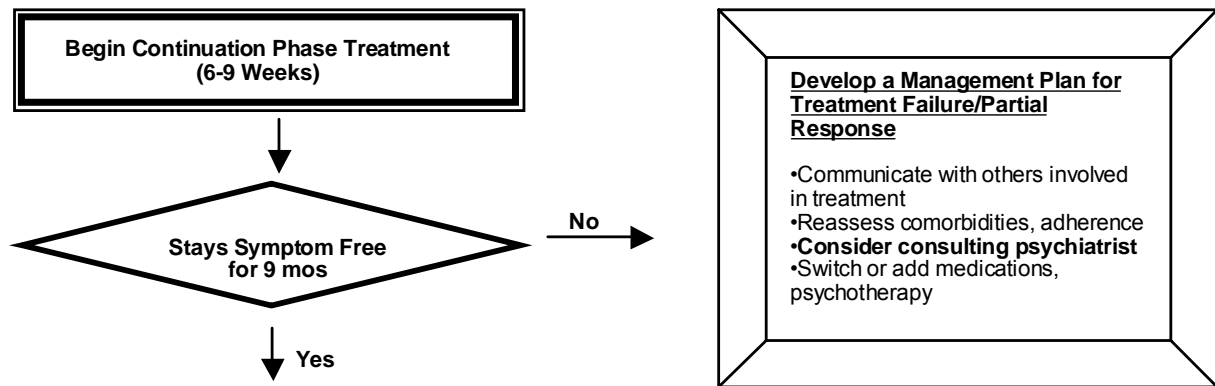 Begin Continuation Phase Treatment
(6-9 Weeks)
Stays Symptom Free
for 9 mos
No
Yes
Develop a Management Plan for
Treatment Failure/Partial
Response
•Communicate with others involved
in treatment
•Reassess comorbidities, adherence
•Consider consulting psychiatrist
•Switch or add medications,
psychotherapy